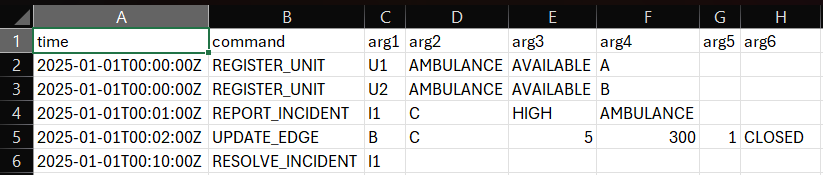 A B C D E F G H
1 time command arg1 arg2 arg3 arg4 arg5 arg6
2 2025-01-01T00:00:00Z REGISTER_UNIT U1 AMBULANCE AVAILABLE A
3 2025-01-01T00:00:00Z REGISTER_UNIT U2 AMBULANCE AVAILABLE B
4 2025-01-01T00:01:00Z REPORT_INCIDENT I1 C HIGH AMBULANCE
5 2025-01-01T00:02:00Z UPDATE_EDGE B C 5 300 1 CLOSED
6 2025-01-01T00:10:00Z RESOLVE_INCIDENT I1